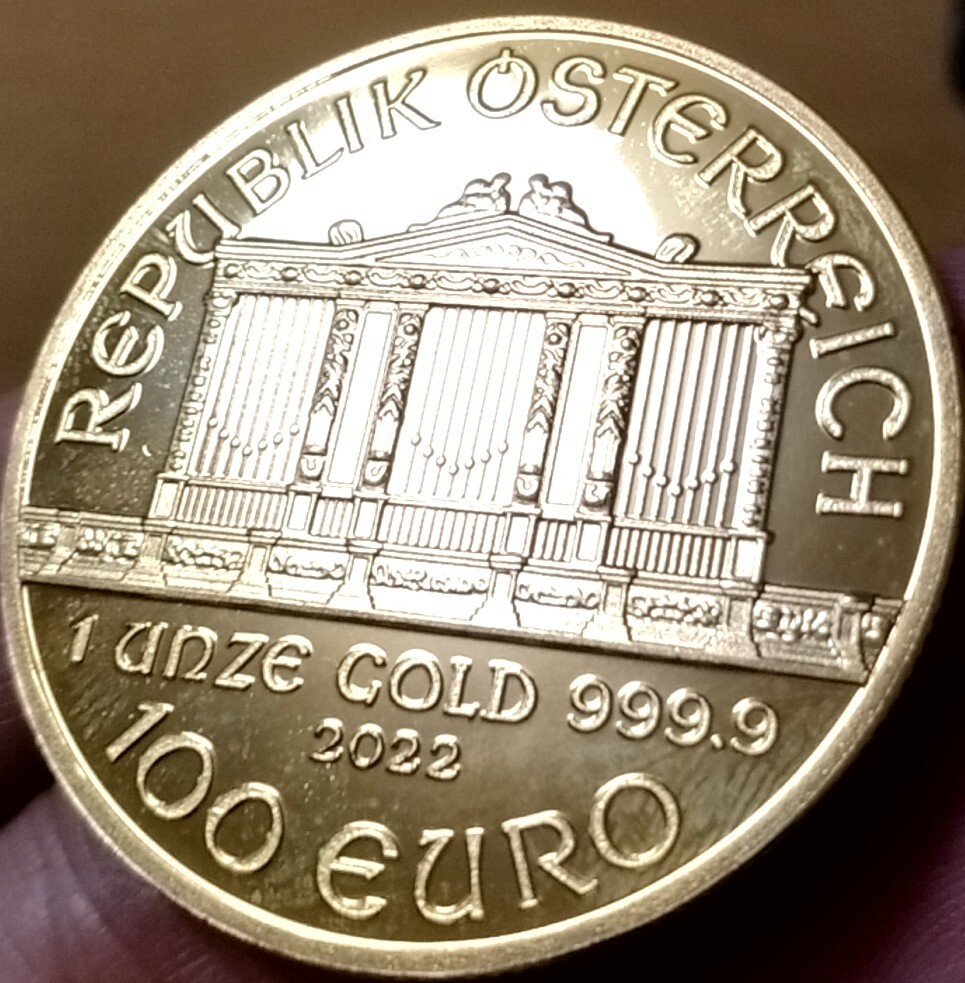 REPUBLIK ÖSTERREICH
1 UNZE GOLD 999.9
2022
100 EURO